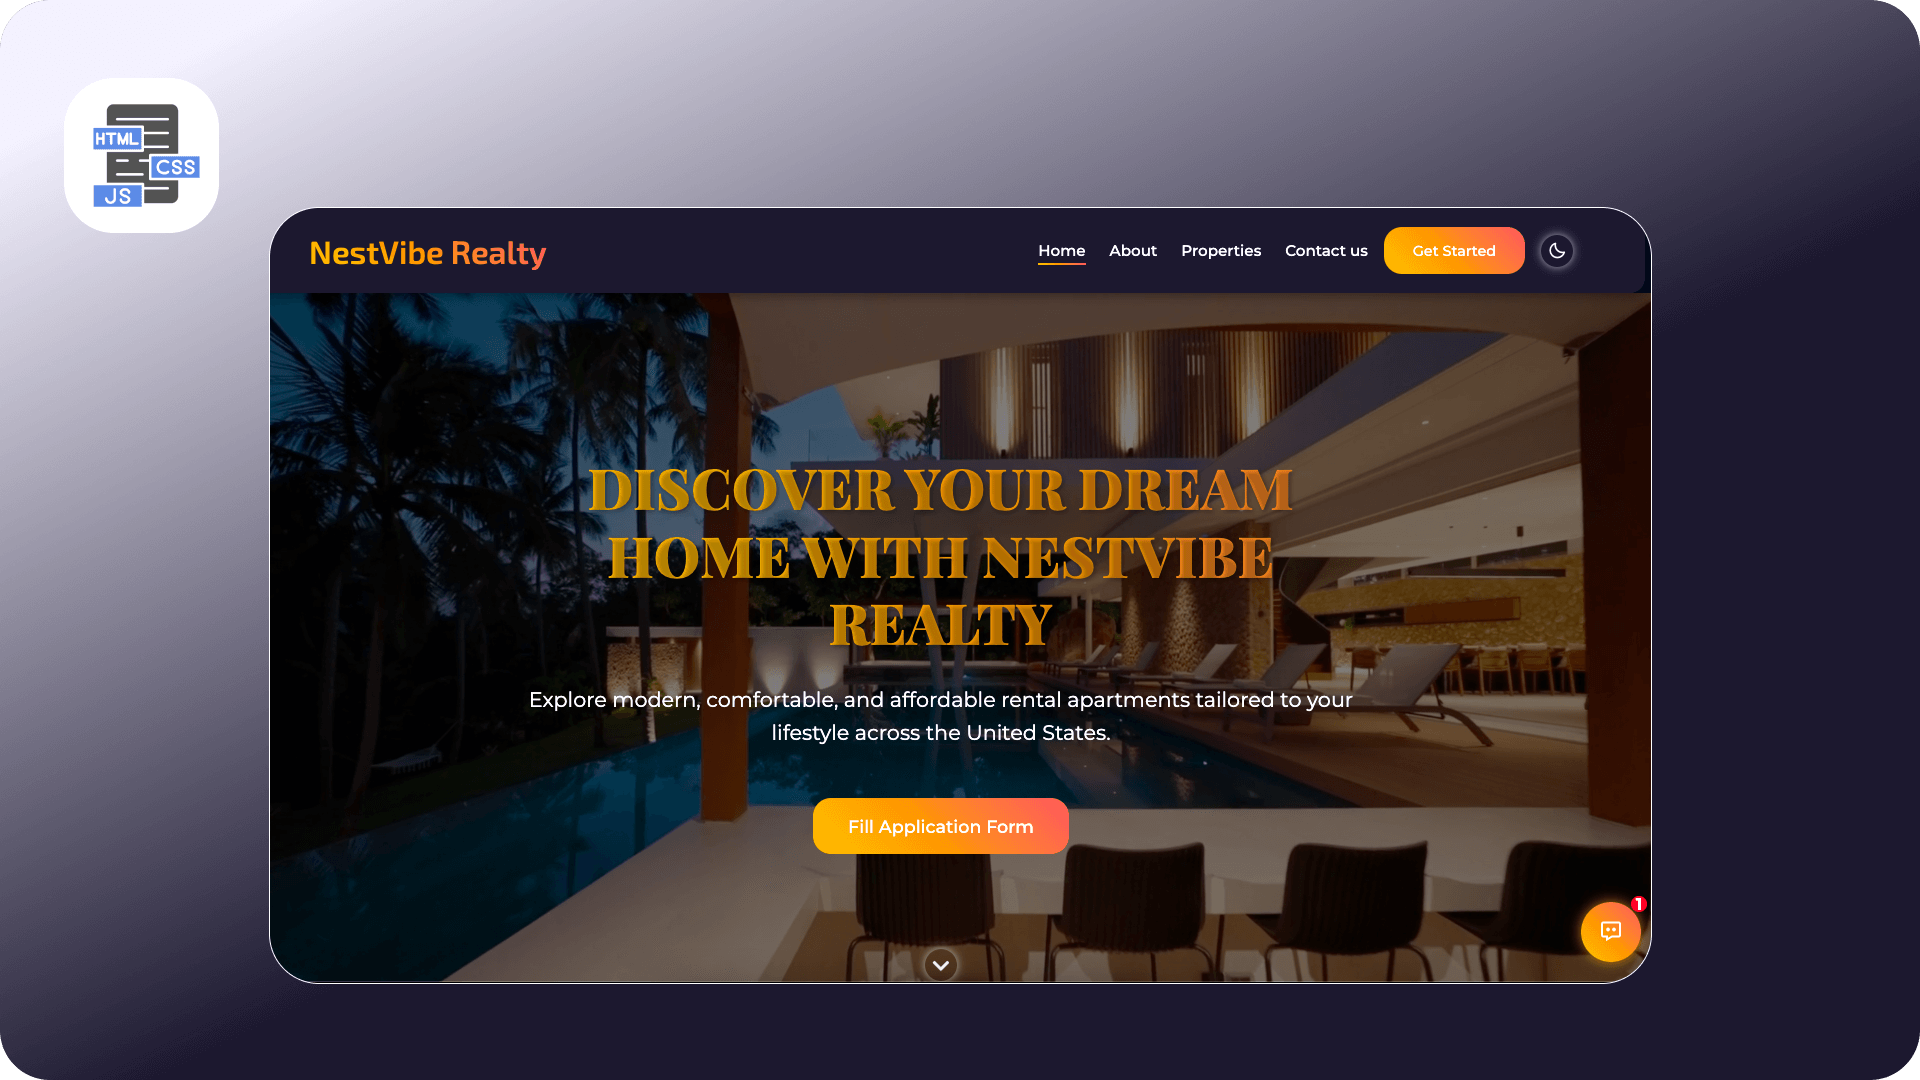 HTML
CSS
JS
NestVibe Realty
Home About Properties Contact us Get Started
DISCOVER YOUR DREAM
HOME WITH NESTVIBE
REALTY
Explore modern, comfortable, and affordable rental apartments tailored to your
lifestyle across the United States.
Fill Application Form
1